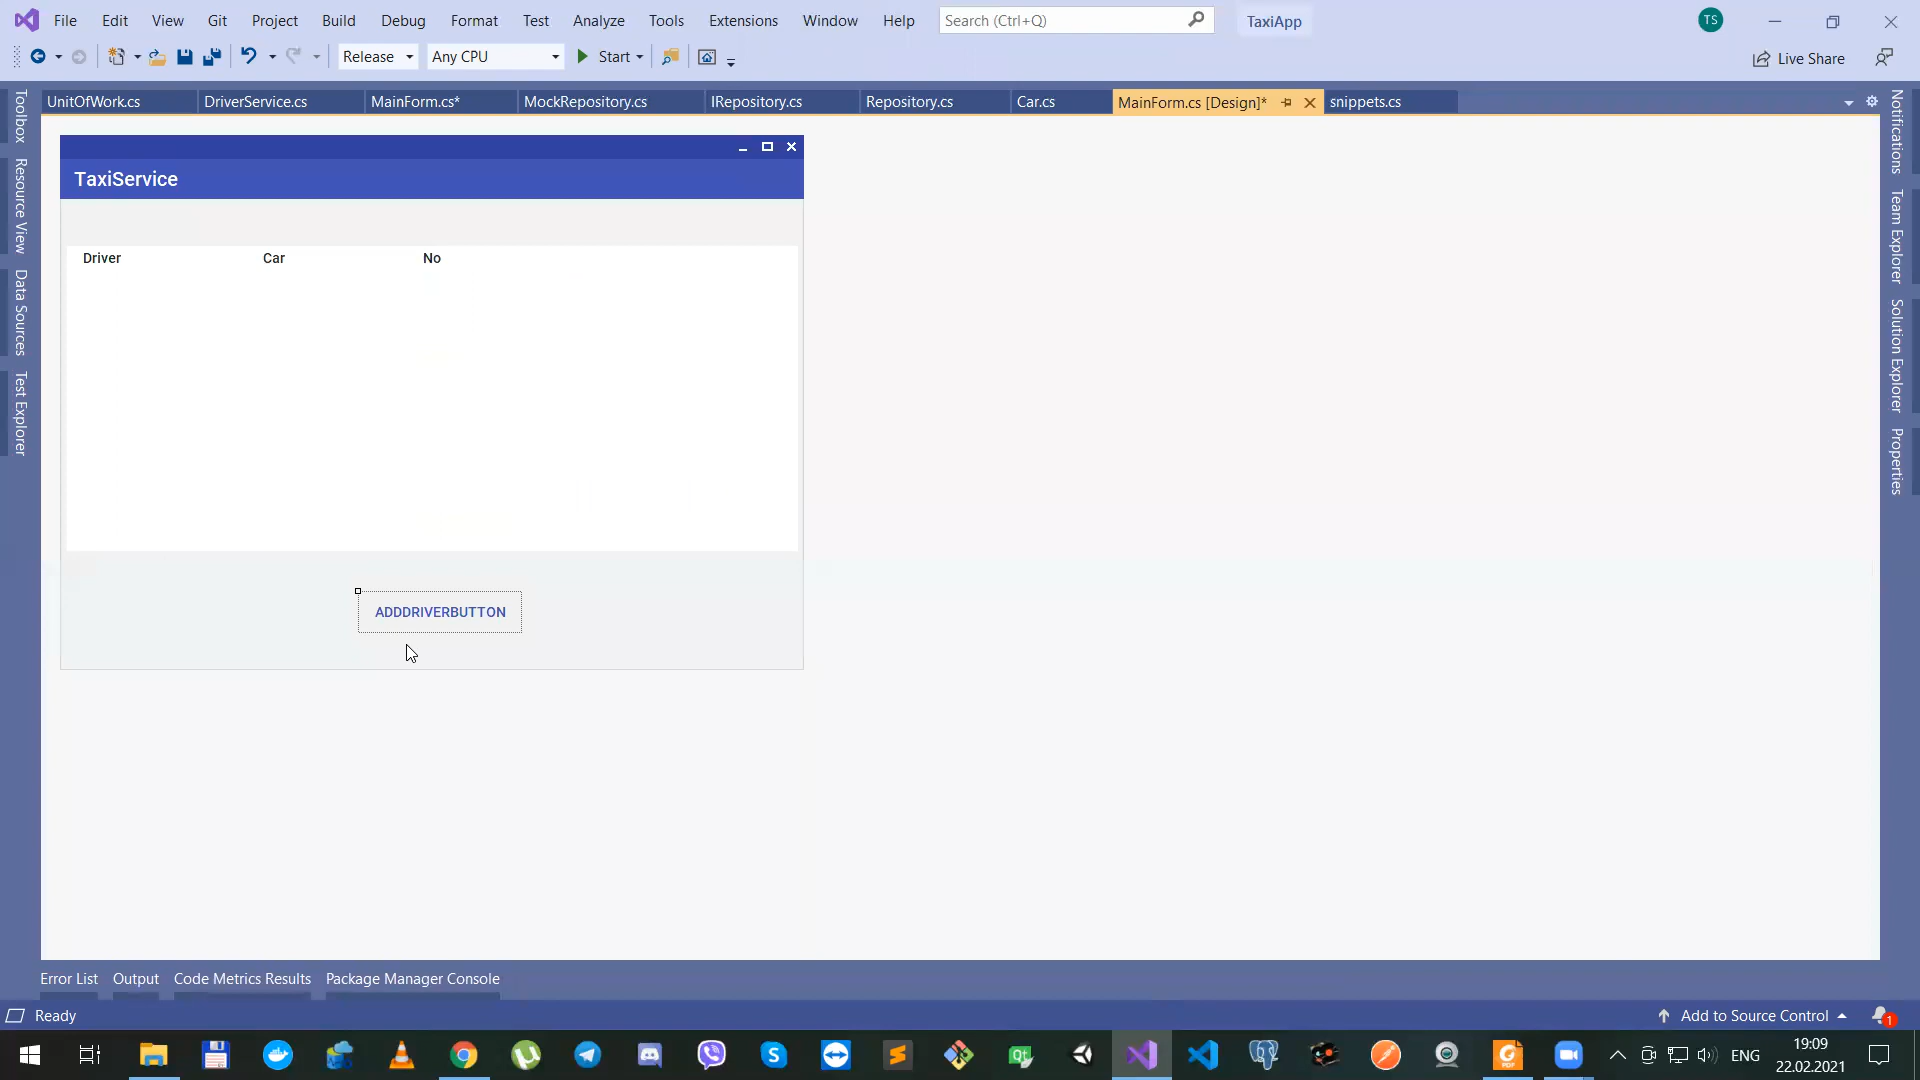 File Edit View Git Project Build Debug Format Test Analyze Tools Extensions Window Help Search (Ctrl+Q) TaxiApp TS
Release Any CPU Start Live Share
UnitOfWork.cs DriverService.cs MainForm.cs* MockRepository.cs IRepository.cs Repository.cs Car.cs MainForm.cs [Design]* snippets.cs
Toolbox
Resource View
Data Sources
Test Explorer
TaxiService
Driver Car No
ADDDRIVERBUTTON
Notifications
Team Explorer
Solution Explorer
Properties
Error List Output Code Metrics Results Package Manager Console
Ready Add to Source Control 1
ENG 19:09
22.02.2021